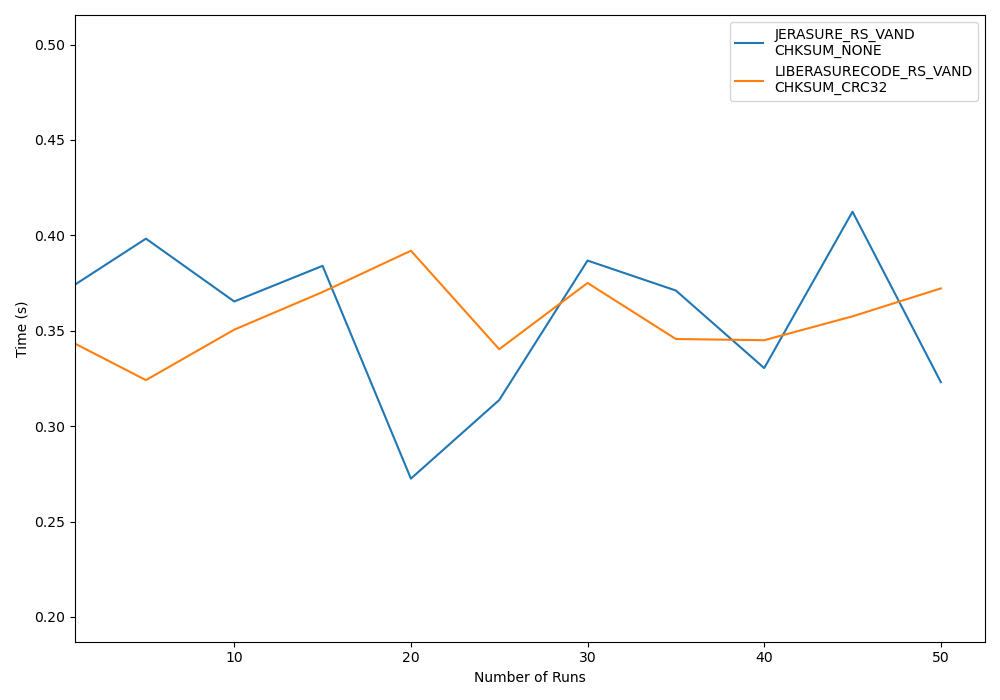 JERASURE_RS_VAND
CHKSUM_NONE
LIBERASURECODE_RS_VAND
CHKSUM_CRC32
0.50
0.45
0.40
0.35
0.30
0.25
0.20
Time (s)
10 20 30 40 50
Number of Runs